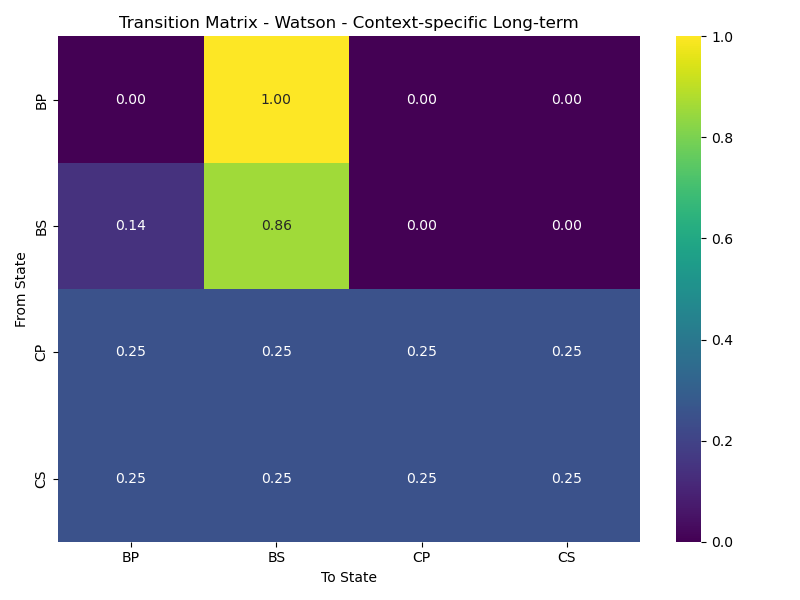 Transition Matrix - Watson - Context-specific Long-term
From State
BP
0.00 1.00 0.00 0.00
BS
0.14 0.86 0.00 0.00
CP
0.25 0.25 0.25 0.25
CS
0.25 0.25 0.25 0.25
BP BS CP CS
To State
1.0
0.8
0.6
0.4
0.2
0.0